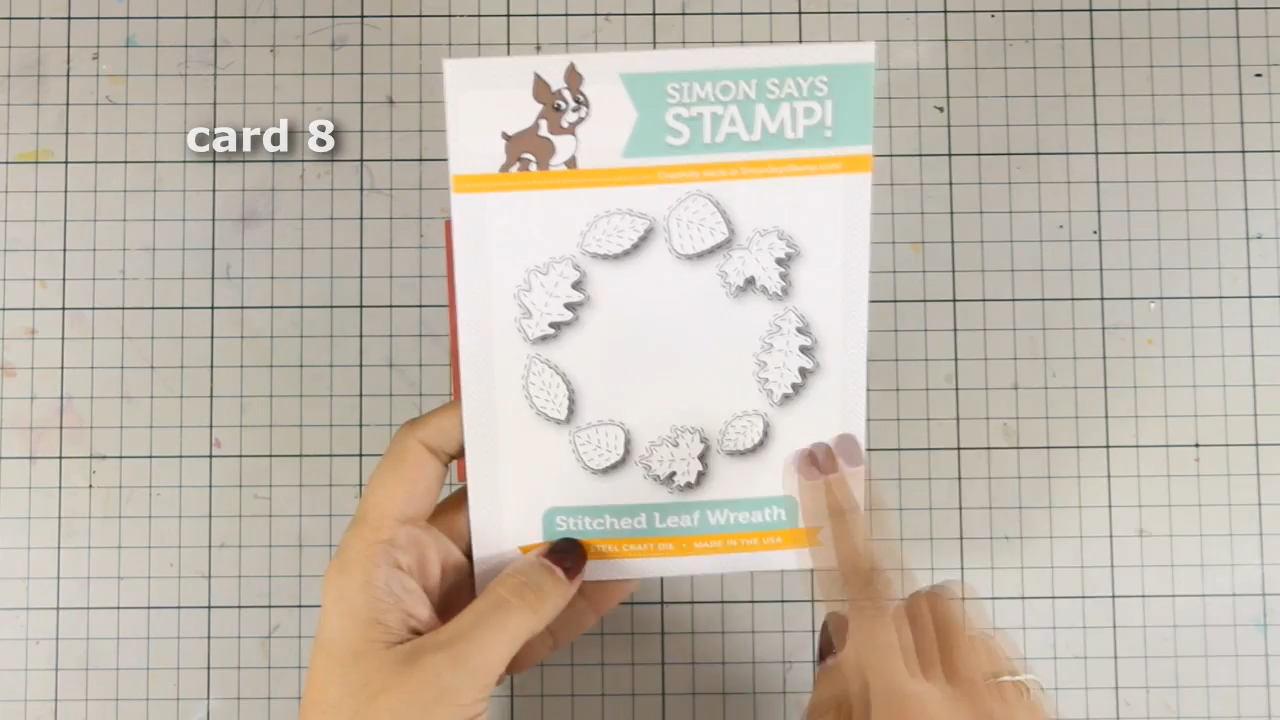 card 8
SIMON SAYS
STAMP!
Stitched Leaf Wreath
STEEL CRAFT DIE • MADE IN THE USA